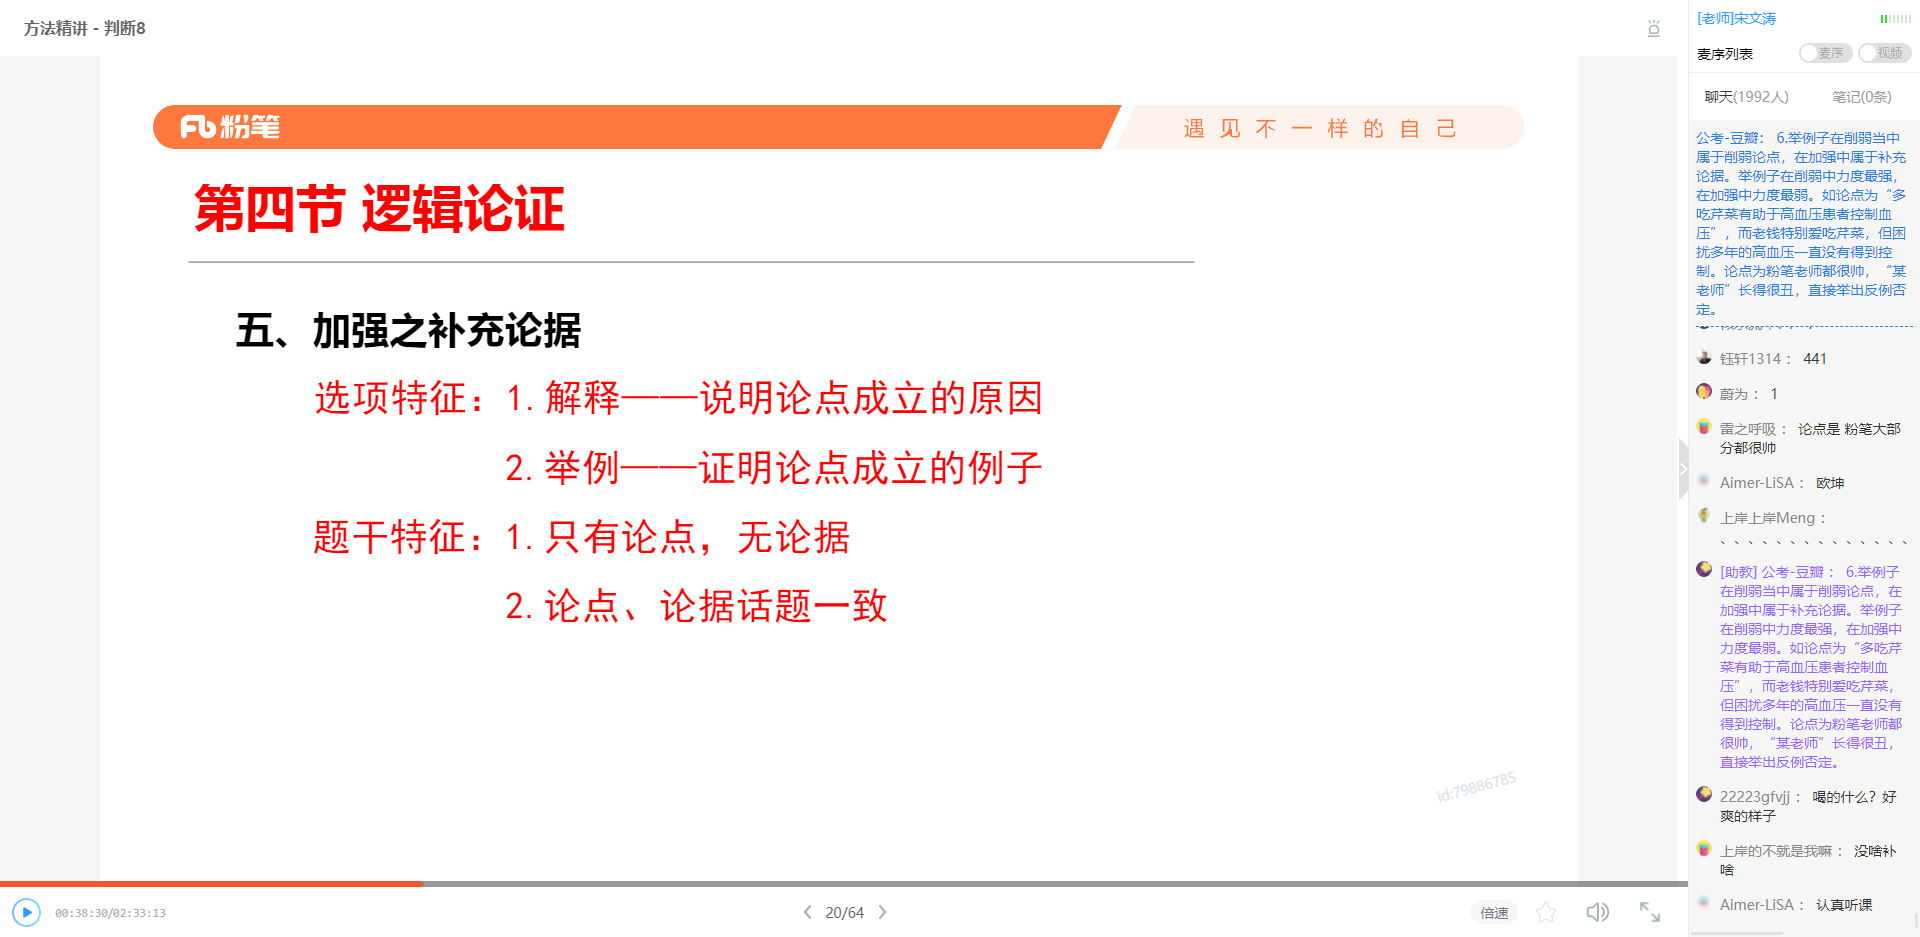 方法精讲 - 判断8
粉笔
遇见不一样的自己
第四节 逻辑论证
五、加强之补充论据
选项特征：1.解释——说明论点成立的原因
2.举例——证明论点成立的例子
题干特征：1.只有论点，无论据
2.论点、论据话题一致
id:79886785
00:38:30/02:33:13
20/64
倍速
[老师]宋文涛
麦序列表
麦序
视频
聊天(1992人)
笔记(0条)
公考-豆瓣： 6.举例子在削弱当中
属于削弱论点，在加强中属于补充
论据。举例子在削弱中力度最强，
在加强中力度最弱。如论点为“多
吃芹菜有助于高血压患者控制血
压”，而老钱特别爱吃芹菜，但困
扰多年的高血压一直没有得到控
制。论点为粉笔老师都很帅，“某
老师”长得很丑，直接举出反例否
定。
钰轩1314： 441
蔚为： 1
雷之呼吸： 论点是 粉笔大部
分都很帅
Aimer-LiSA： 欧坤
上岸上岸Meng：
、、、、、、、、、、、、、、
[助教] 公考-豆瓣： 6.举例子
在削弱当中属于削弱论点，在
加强中属于补充论据。举例子
在削弱中力度最强，在加强中
力度最弱。如论点为“多吃芹
菜有助于高血压患者控制血
压”，而老钱特别爱吃芹菜，
但困扰多年的高血压一直没有
得到控制。论点为粉笔老师都
很帅，“某老师”长得很丑，
直接举出反例否定。
22223gfvjj： 喝的什么？好
爽的样子
上岸的不就是我嘛： 没啥补
啥
Aimer-LiSA： 认真听课